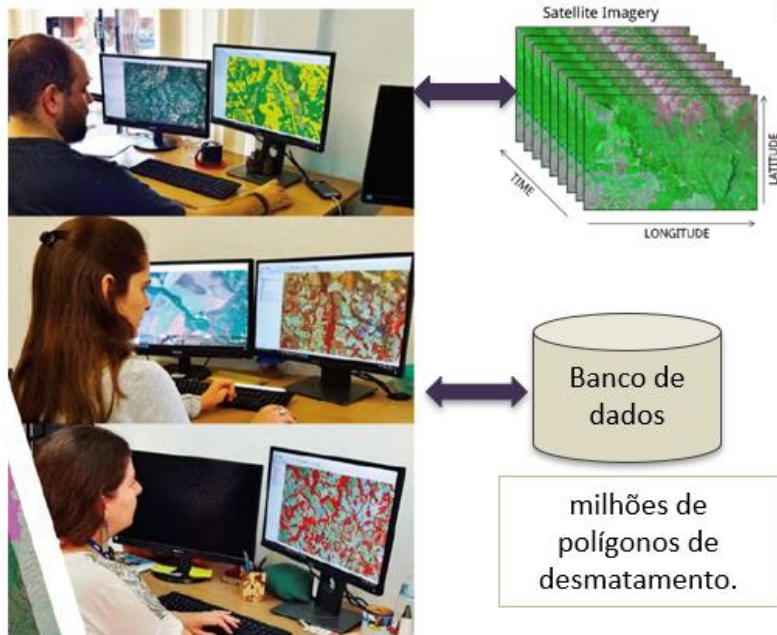 Satellite Imagery
LATITUDE
TIME
LONGITUDE
Banco de
dados
milhões de
polígonos de
desmatamento.